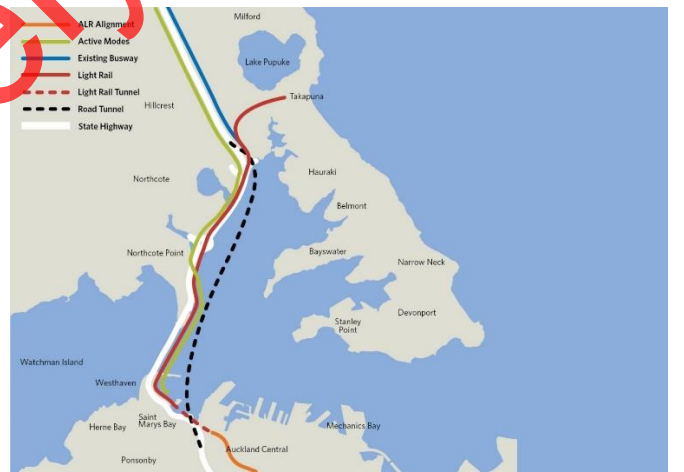 ALR Alignment
Active Modes
Existing Busway
Light Rail
Light Rail Tunnel
Road Tunnel
State Highway
Milford
Lake Pupuke
Takapuna
Hillcrest
Hauraki
Northcote
Belmont
Northcote Point
Bayswater
Narrow Neck
Devonport
Stanley
Point
Watchman Island
Westhaven
Saint
Marys Bay
Herne Bay
Mechanics Bay
Auckland Central
Ponsonby